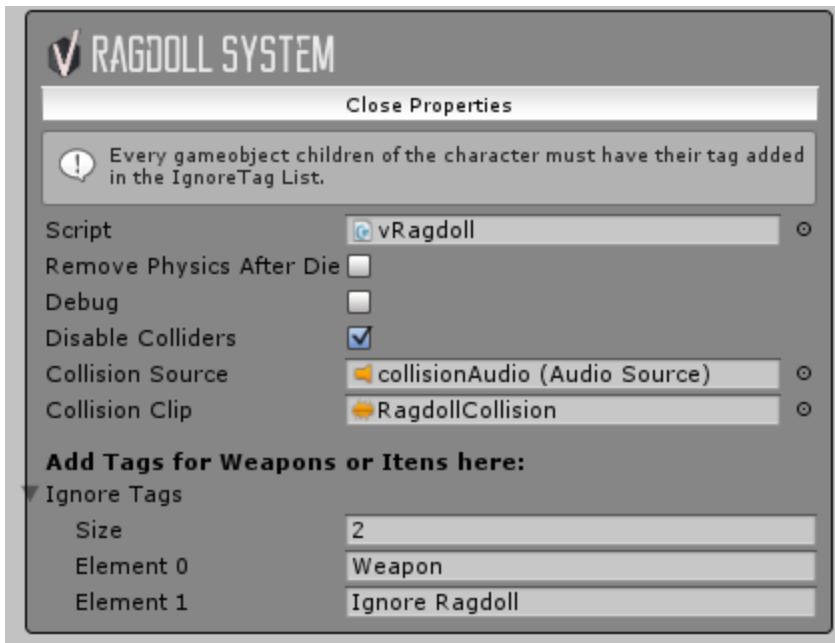 RAGDOLL SYSTEM
Close Properties
Every gameobject children of the character must have their tag added
in the IgnoreTag List.
Script vRagdoll
Remove Physics After Die
Debug
Disable Colliders
Collision Source collisionAudio (Audio Source)
Collision Clip RagdollCollision
Add Tags for Weapons or Itens here:
Ignore Tags
Size 2
Element 0 Weapon
Element 1 Ignore Ragdoll